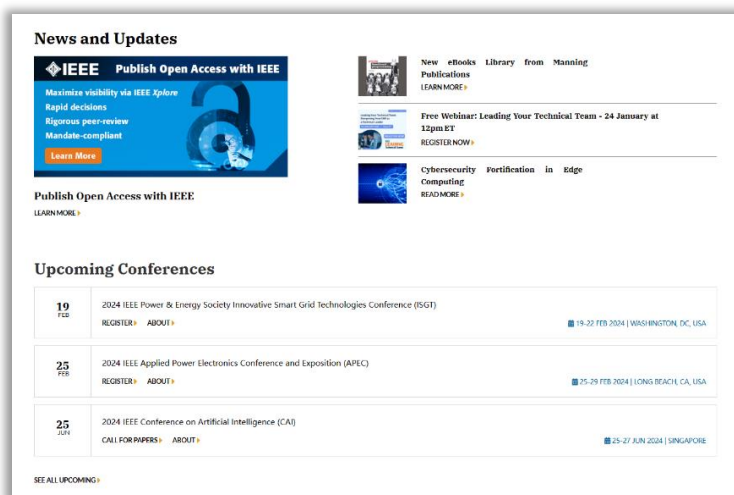 News and Updates
IEEE Publish Open Access with IEEE
Maximize visibility via IEEE Xplore
Rapid decisions
Rigorous peer-review
Mandate-compliant
Learn More
Publish Open Access with IEEE
LEARN MORE
New eBooks Library from Manning
Publications
LEARN MORE
Free Webinar: Leading Your Technical Team - 24 January at
12pm ET
REGISTER NOW
Cybersecurity Fortification in Edge
Computing
READ MORE
Upcoming Conferences
19
FEB
2024 IEEE Power & Energy Society Innovative Smart Grid Technologies Conference (ISGT)
REGISTER ABOUT 19-22 FEB 2024 | WASHINGTON, DC, USA
25
FEB
2024 IEEE Applied Power Electronics Conference and Exposition (APEC)
REGISTER ABOUT 25-29 FEB 2024 | LONG BEACH, CA, USA
25
JUN
2024 IEEE Conference on Artificial Intelligence (CAI)
CALL FOR PAPERS ABOUT 25-27 JUN 2024 | SINGAPORE
SEE ALL UPCOMING